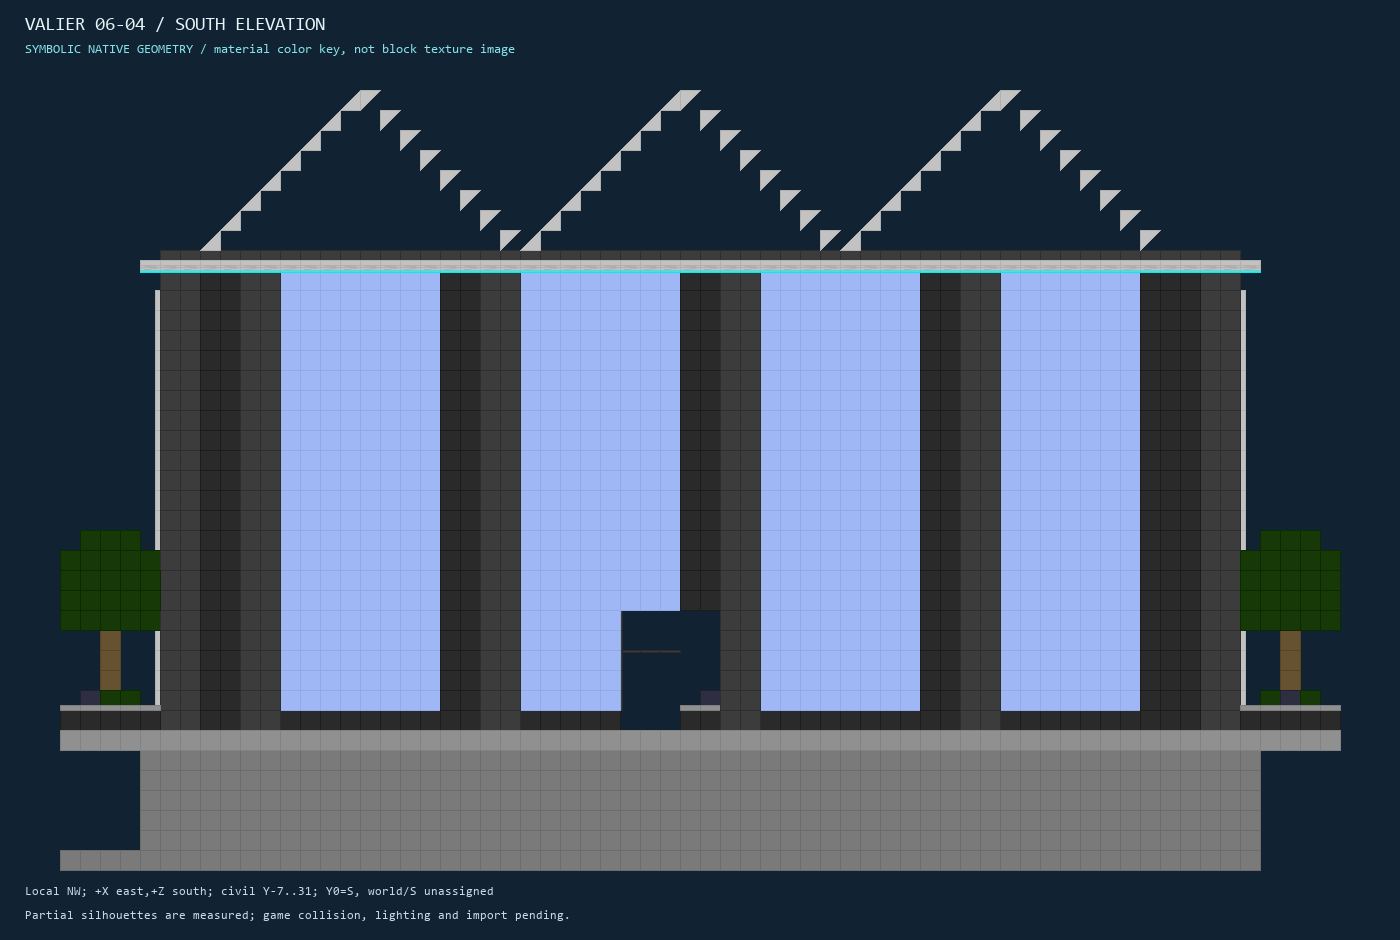 VALIER 06-04 / SOUTH ELEVATION
SYMBOLIC NATIVE GEOMETRY / material color key, not block texture image
Local NW; +X east,+Z south; civil Y-7..31; Y0=S, world/S unassigned
Partial silhouettes are measured; game collision, lighting and import pending.